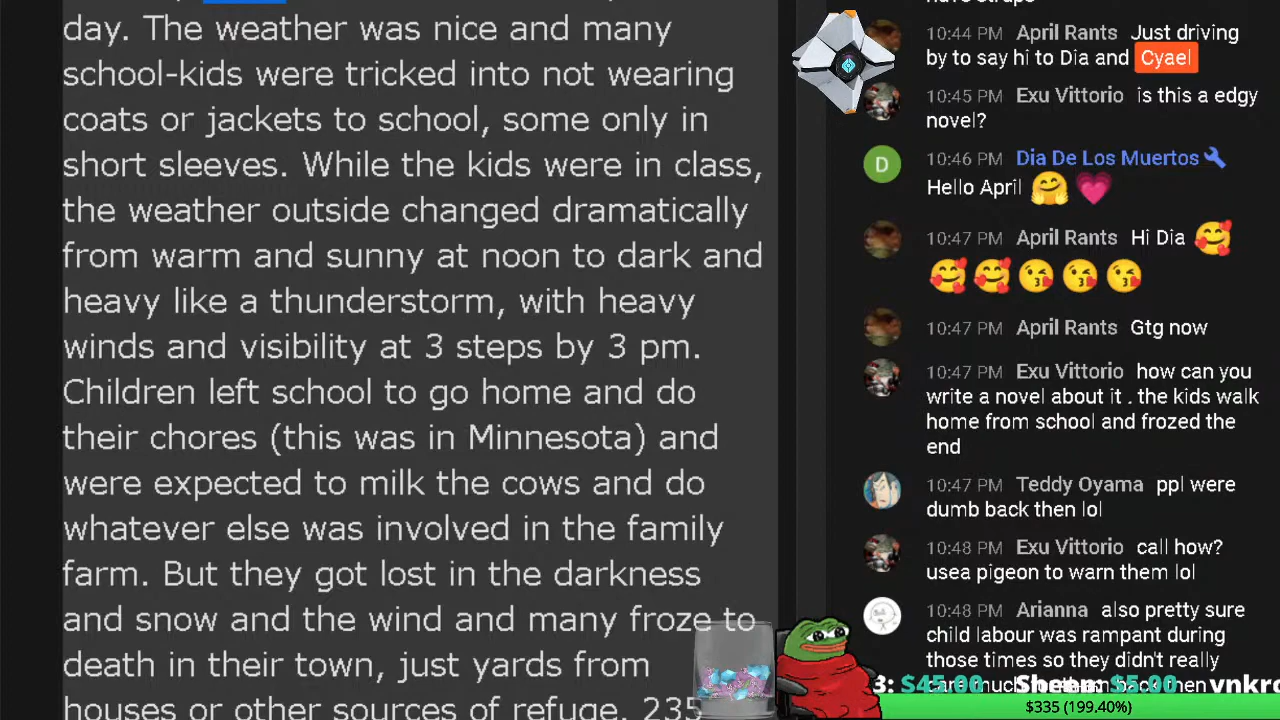 day. The weather was nice and many
school-kids were tricked into not wearing
coats or jackets to school, some only in
short sleeves. While the kids were in class,
the weather outside changed dramatically
from warm and sunny at noon to dark and
heavy like a thunderstorm, with heavy
winds and visibility at 3 steps by 3 pm.
Children left school to go home and do
their chores (this was in Minnesota) and
were expected to milk the cows and do
whatever else was involved in the family
farm. But they got lost in the darkness
and snow and the wind and many froze to
death in their town, just yards from
houses or other sources of refuge. 235
10:44 PM April Rants Just driving
by to say hi to Dia and Cyael
10:45 PM Exu Vittorio is this a edgy
novel?
D
10:46 PM Dia De Los Muertos
Hello April
10:47 PM April Rants Hi Dia
10:47 PM April Rants Gtg now
10:47 PM Exu Vittorio how can you
write a novel about it . the kids walk
home from school and frozed the
end
10:47 PM Teddy Oyama ppl were
dumb back then lol
10:48 PM Exu Vittorio call how?
usea pigeon to warn them lol
10:48 PM Arianna also pretty sure
child labour was rampant during
those times so they didn't really
3: $45.00 Sheen: $5.00 vnkro
$335 (199.40%)